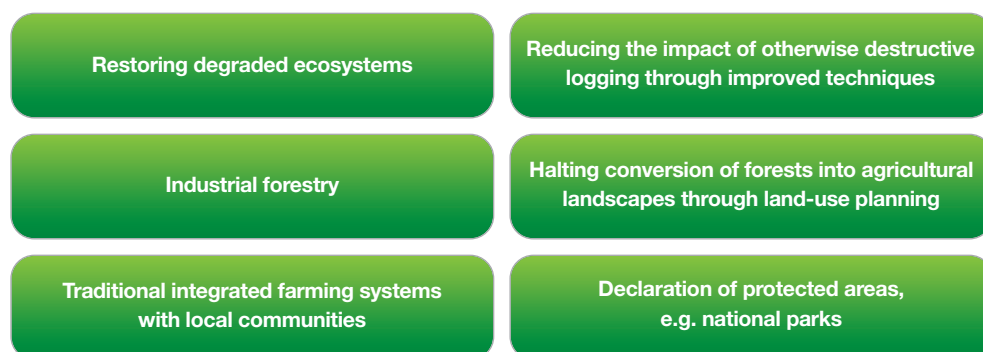 Restoring degraded ecosystems
Reducing the impact of otherwise destructive
logging through improved techniques
Industrial forestry
Halting conversion of forests into agricultural
landscapes through land-use planning
Traditional integrated farming systems
with local communities
Declaration of protected areas,
e.g. national parks